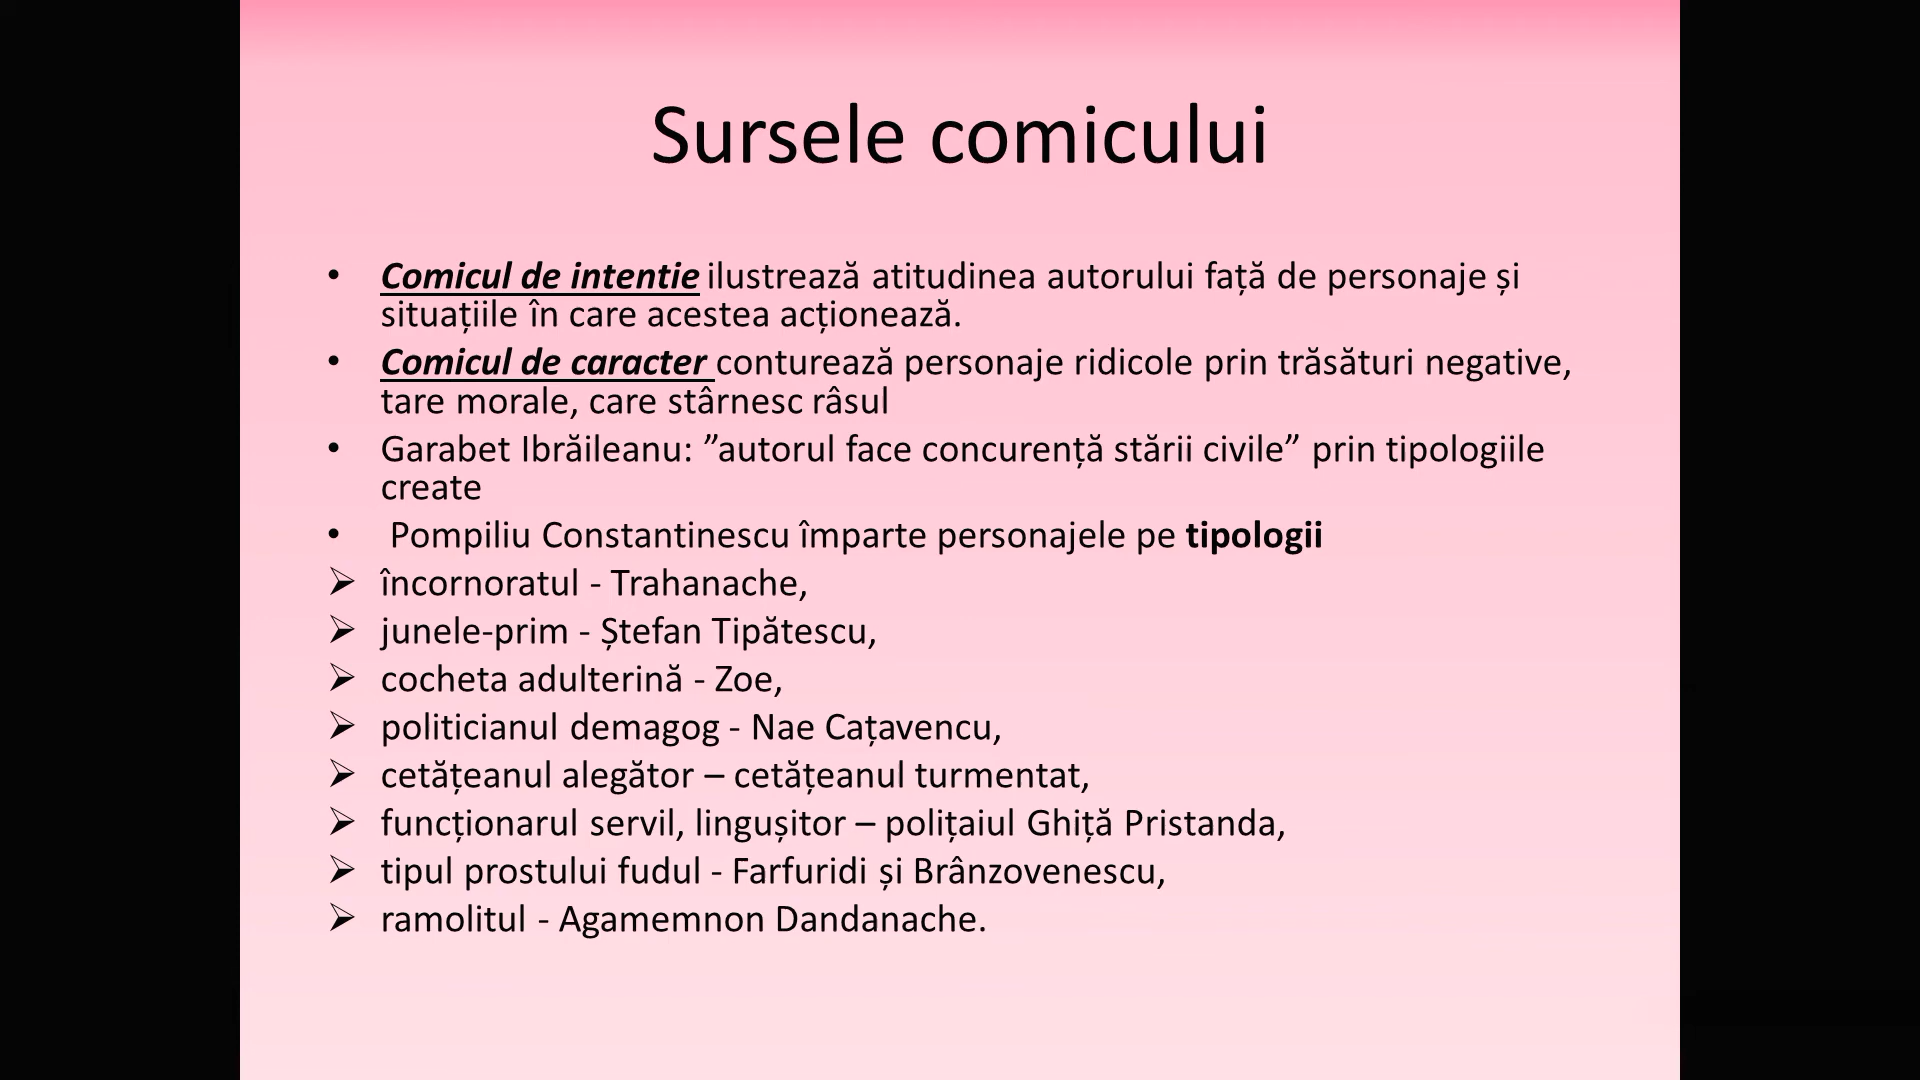 Sursele comicului
• Comicul de intentie ilustrează atitudinea autorului față de personaje și
situațiile în care acestea acționează.
• Comicul de caracter conturează personaje ridicole prin trăsături negative,
tare morale, care stârnesc râsul
• Garabet Ibrăileanu: ”autorul face concurență stării civile” prin tipologiile
create
• Pompiliu Constantinescu împarte personajele pe tipologii
➢ încornoratul - Trahanache,
➢ junele-prim - Ștefan Tipătescu,
➢ cocheta adulterină - Zoe,
➢ politicianul demagog - Nae Cațavencu,
➢ cetățeanul alegător – cetățeanul turmentat,
➢ funcționarul servil, lingușitor – polițaiul Ghiță Pristanda,
➢ tipul prostului fudul - Farfuridi și Brânzovenescu,
➢ ramolitul - Agamemnon Dandanache.